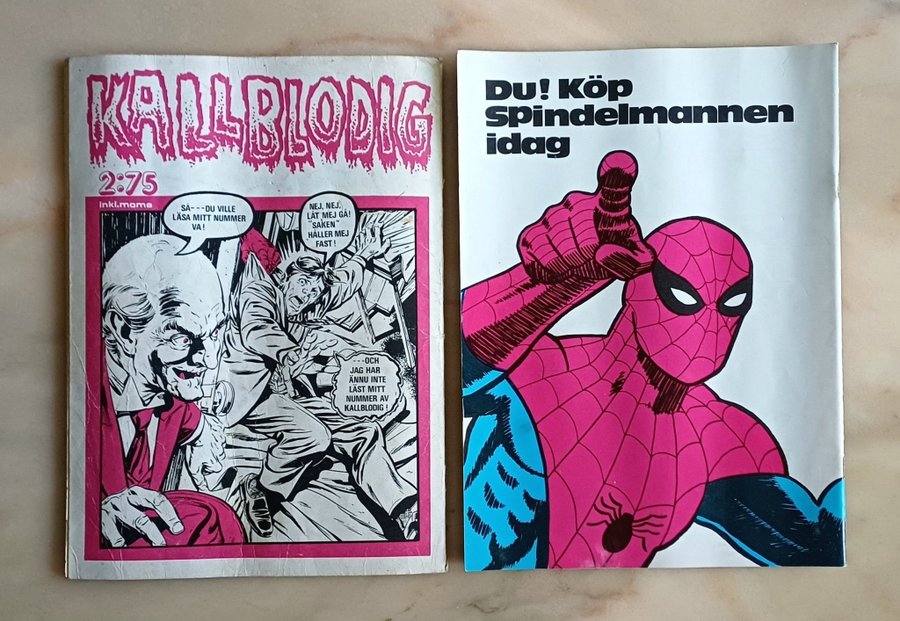 KALLBLODIG
2:75
inkl.moms
SÅ---DU VILLE
LÄSA MITT NUMMER
VA!
NEJ, NEJ,
LÅT MEJ GÅ!
"SAKEN"
HÅLLER MEJ
FAST!
---OCH
JAG HAR
ÄNNU INTE
LÄST MITT
NUMMER AV
KALLBLODIG!
Du! Köp
Spindelmannen
idag